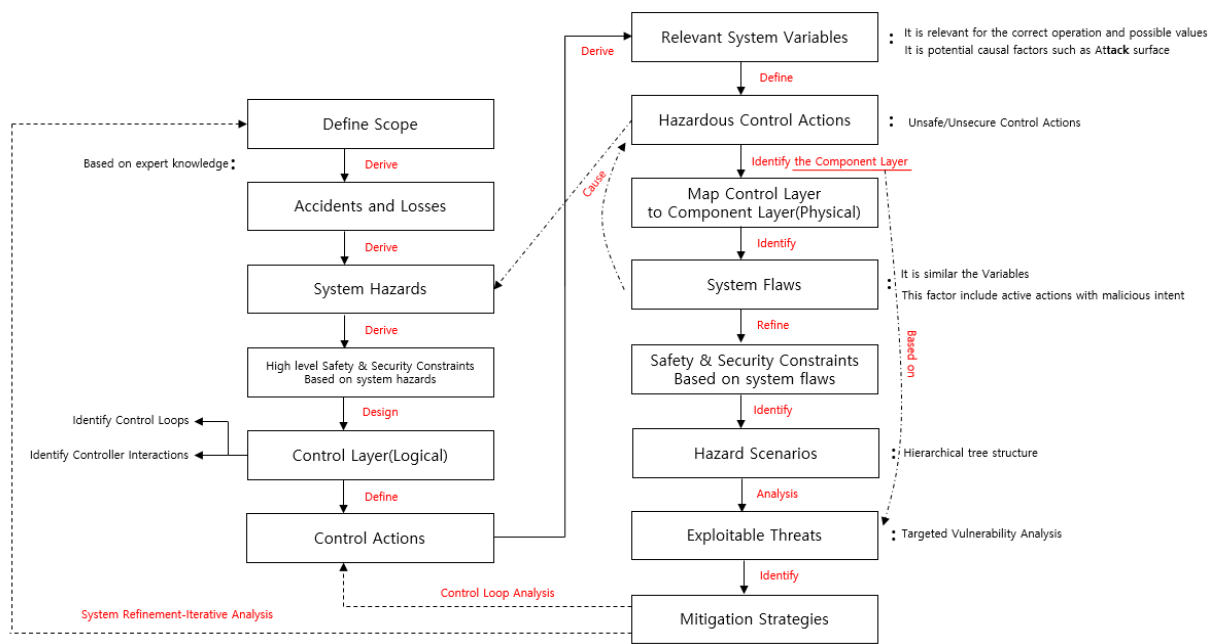 Define Scope
Based on expert knowledge :
Derive
Accidents and Losses
Derive
System Hazards
Derive
High level Safety & Security Constraints
Based on system hazards
Design
Identify Control Loops
Identify Controller Interactions
Control Layer(Logical)
Define
Control Actions
Derive
Relevant System Variables
: It is relevant for the correct operation and possible values
It is potential causal factors such as Attack surface
Define
Hazardous Control Actions
: Unsafe/Unsecure Control Actions
Identify the Component Layer
Cause
Map Control Layer
to Component Layer(Physical)
Identify
System Flaws
: It is similar the Variables
This factor include active actions with malicious intent
Refine
Based on
Safety & Security Constraints
Based on system flaws
Identify
Hazard Scenarios
: Hierarchical tree structure
Analysis
Exploitable Threats
: Targeted Vulnerability Analysis
Identify
Control Loop Analysis
System Refinement-Iterative Analysis
Mitigation Strategies